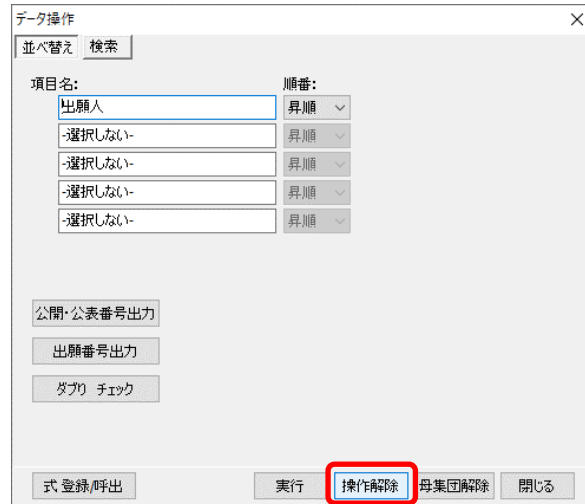 データ操作
並べ替え 検索
項目名: 順番:
出願人 昇順
-選択しない- 昇順
-選択しない- 昇順
-選択しない- 昇順
-選択しない- 昇順
公開・公表番号出力
出願番号出力
ダブり チェック
式 登録/呼出 実行 操作解除 母集団解除 閉じる